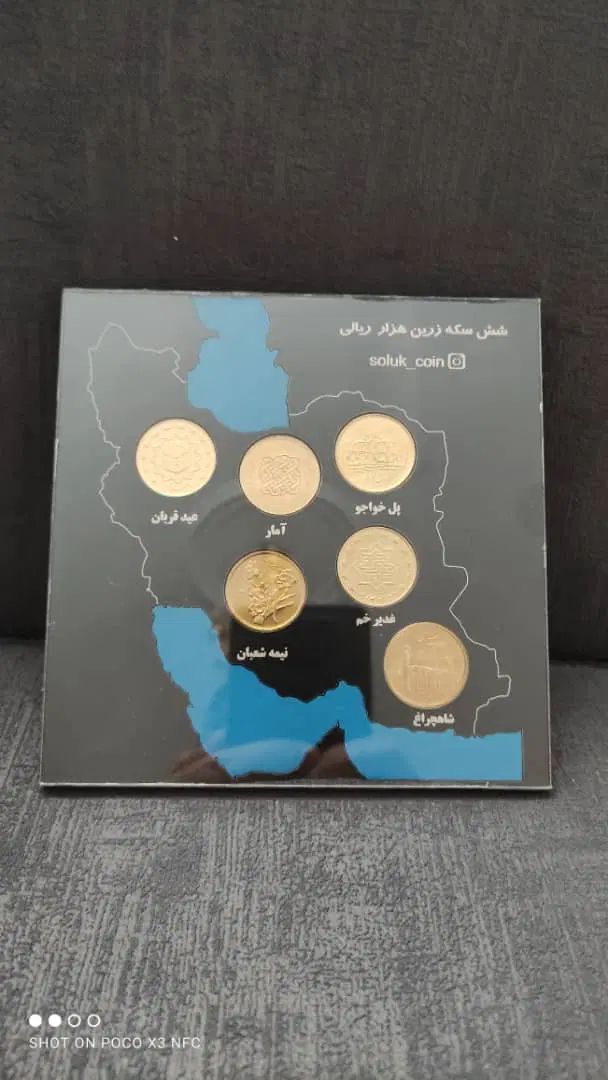 شش سکه زرین هزار ریالی
soluk_coin
پل خواجو
عید قربان
آمار
غدیر خم
نیمه شعبان
شاهچراغ
SHOT ON POCO X3 NFC